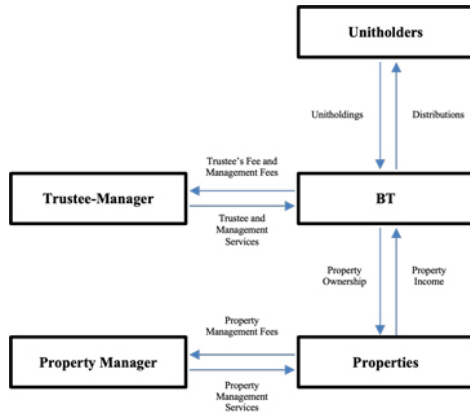 Unitholders
Unitholdings
Distributions
Trustee's Fee and
Management Fees
Trustee-Manager
BT
Trustee and
Management
Services
Property
Ownership
Property
Income
Property
Management Fees
Property Manager
Properties
Property
Management
Services